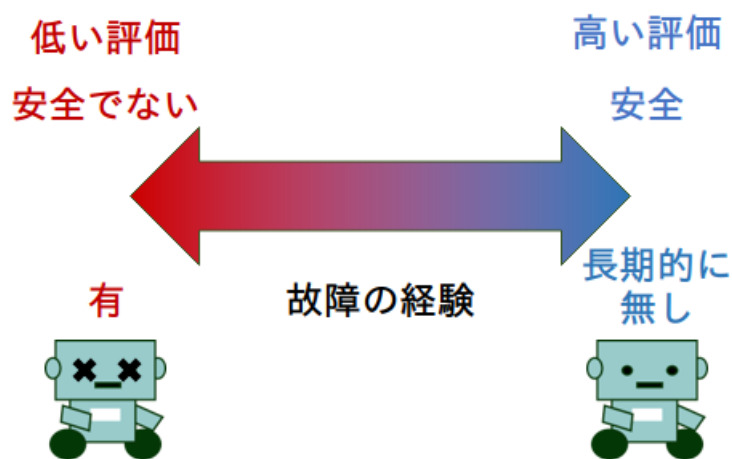 低い評価
高い評価
安全でない
安全
有
故障の経験
長期的に
無し